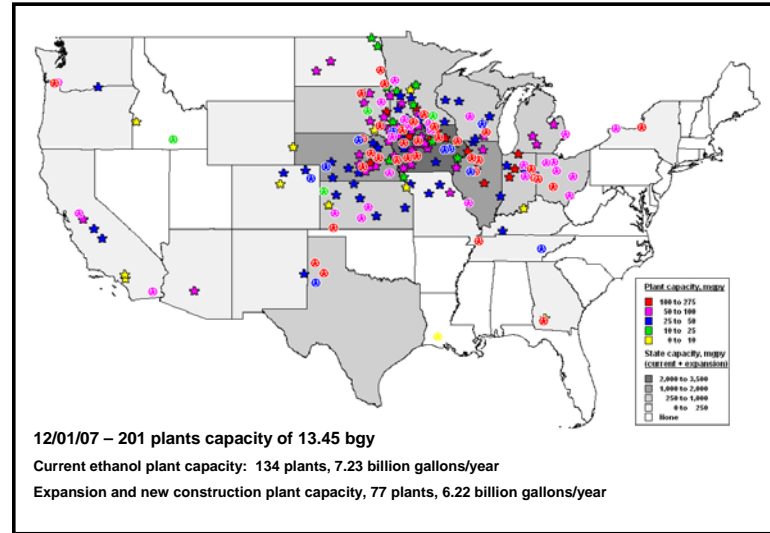 Plant capacity, mgpy
100 to 275
50 to 100
25 to 50
10 to 25
0 to 10
State capacity, mgpy
(current + expansion)
2,000 to 3,500
1,000 to 2,000
250 to 1,000
0 to 250
None
12/01/07 – 201 plants capacity of 13.45 bgy
Current ethanol plant capacity: 134 plants, 7.23 billion gallons/year
Expansion and new construction plant capacity, 77 plants, 6.22 billion gallons/year